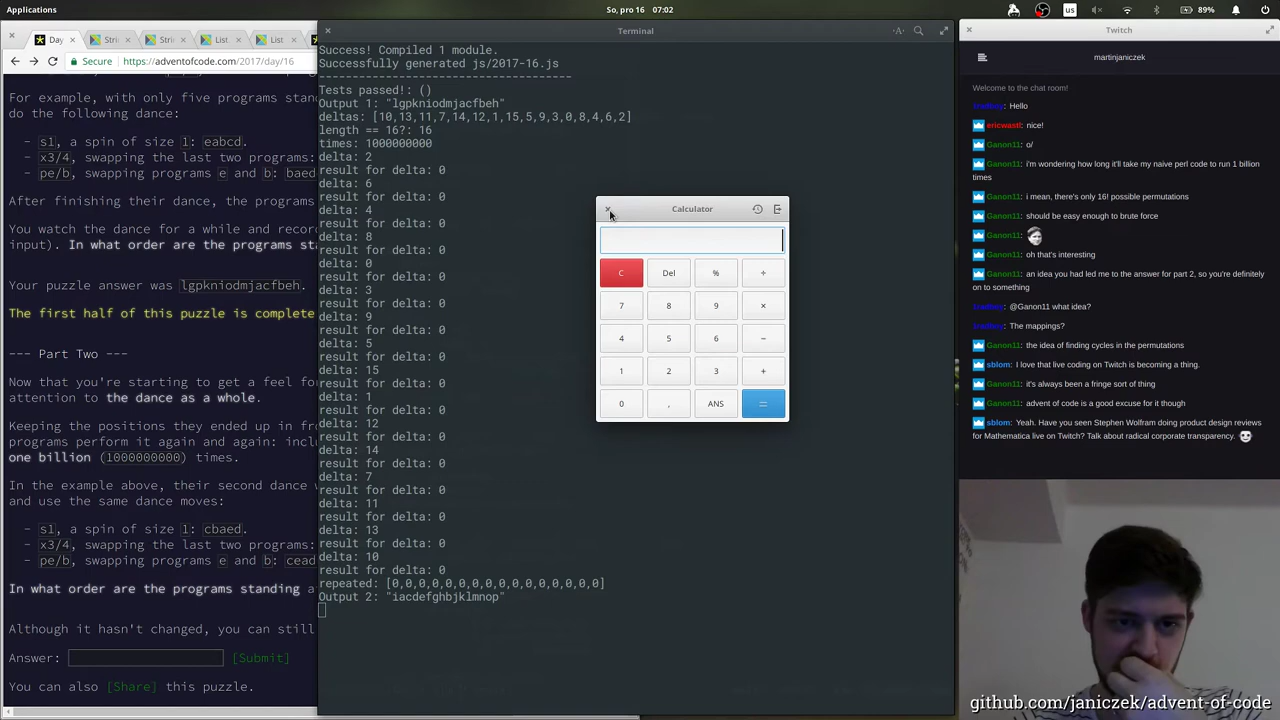 Applications
So, pro 16 07:02
us
89%
Day
Stri
Stri
List
List
Secure
https://adventofcode.com/2017/day/16
For example, with only five programs stan
do the following dance:
- s1, a spin of size 1: eabcd.
- x3/4, swapping the last two programs:
- pe/b, swapping programs e and b: baed
After finishing their dance, the programs
You watch the dance for a while and cor
input). In what order are the programs st
Your puzzle answer was lgpkniodmjacfbeh.
The first half of this puzzle is complete
--- Part Two ---
Now that you're starting to get a feel fo
attention to the dance as a whole.
Keeping the positions they ended up in fr
programs perform it again and again: inclu
one billion (1000000000) times.
In the example above, their second dance
and use the same dance moves:
- s1, a spin of size 1: cbaed.
- x3/4, swapping the last two programs:
- pe/b, swapping programs e and b: cead
In what order are the programs standing a
Although it hasn't changed, you can still
Answer:
[Submit]
You can also [Share] this puzzle.
Terminal
Success! Compiled 1 module.
Successfully generated js/2017-16.js
--------------------------------------
Tests passed!: ()
Output 1: "lgpkniodmjacfbeh"
deltas: [10,13,11,7,14,12,1,15,5,9,3,0,8,4,6,2]
length == 16?: 16
times: 1000000000
delta: 2
result for delta: 0
delta: 6
result for delta: 0
delta: 4
result for delta: 0
delta: 8
result for delta: 0
delta: 0
result for delta: 0
delta: 3
result for delta: 0
delta: 9
result for delta: 0
delta: 5
result for delta: 0
delta: 15
result for delta: 0
delta: 1
result for delta: 0
delta: 12
result for delta: 0
delta: 14
result for delta: 0
delta: 7
result for delta: 0
delta: 11
result for delta: 0
delta: 13
result for delta: 0
delta: 10
result for delta: 0
repeated: [0,0,0,0,0,0,0,0,0,0,0,0,0,0,0,0]
Output 2: "iacdefghbjklmnop"
Calculator
C Del % ÷
7 8 9 ×
4 5 6 −
1 2 3 +
0 , ANS =
Twitch
martinjaniczek
Welcome to the chat room!
Hello
ericwastl: nice!
Ganon11: o/
Ganon11: i'm wondering how long it'll take my naive perl code to run 1 billion
times
Ganon11: i mean, there's only 16! possible permutations
Ganon11: should be easy enough to brute force
Ganon11:
Ganon11: oh that's interesting
Ganon11: an idea you had led me to the answer for part 2, so you're definitely
on to something
@Ganon11 what idea?
The mappings?
Ganon11: the idea of finding cycles in the permutations
sblom: I love that live coding on Twitch is becoming a thing.
Ganon11: it's always been a fringe sort of thing
Ganon11: advent of code is a good excuse for it though
sblom: Yeah. Have you seen Stephen Wolfram doing product design reviews
for Mathematica live on Twitch? Talk about radical corporate transparency.
github.com/janiczek/advent-of-code